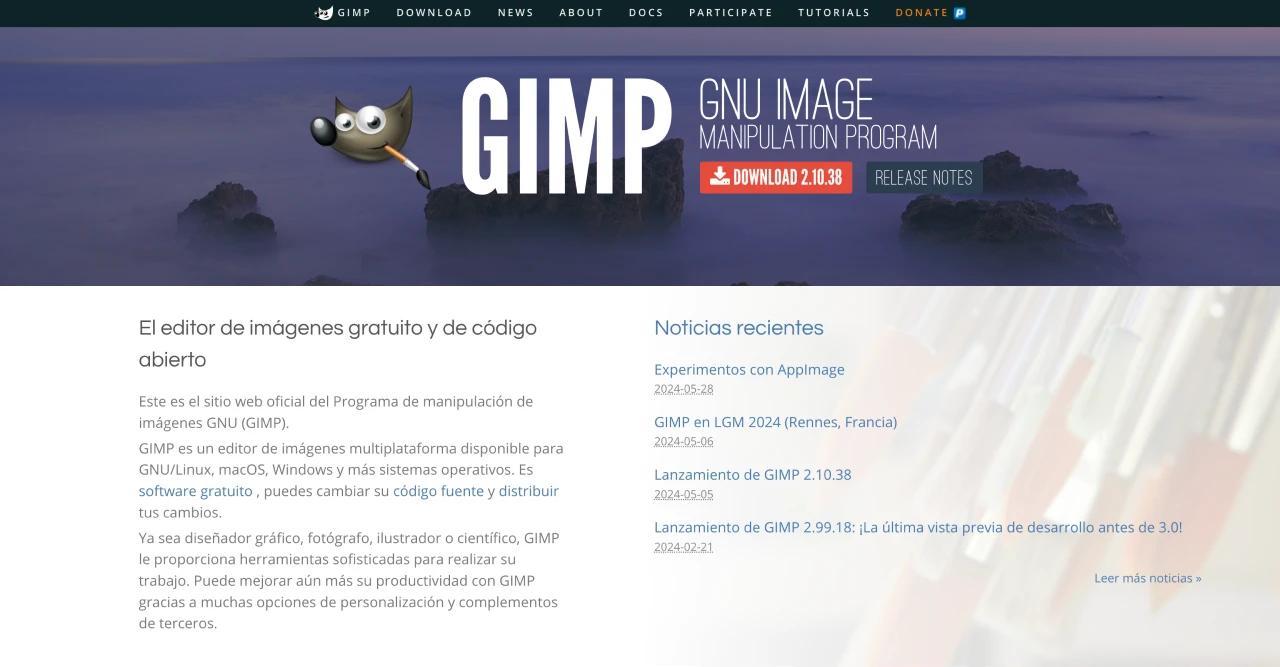 GIMP DOWNLOAD NEWS ABOUT DOCS PARTICIPATE TUTORIALS DONATE
GIMP
GNU IMAGE
MANIPULATION PROGRAM
DOWNLOAD 2.10.38 RELEASE NOTES
El editor de imágenes gratuito y de código
abierto
Este es el sitio web oficial del Programa de manipulación de
imágenes GNU (GIMP).
GIMP es un editor de imágenes multiplataforma disponible para
GNU/Linux, macOS, Windows y más sistemas operativos. Es
software gratuito , puedes cambiar su código fuente y distribuir
tus cambios.
Ya sea diseñador gráfico, fotógrafo, ilustrador o científico, GIMP
le proporciona herramientas sofisticadas para realizar su
trabajo. Puede mejorar aún más su productividad con GIMP
gracias a muchas opciones de personalización y complementos
de terceros.
Noticias recientes
Experimentos con AppImage
2024-05-28
GIMP en LGM 2024 (Rennes, Francia)
2024-05-06
Lanzamiento de GIMP 2.10.38
2024-05-05
Lanzamiento de GIMP 2.99.18: ¡La última vista previa de desarrollo antes de 3.0!
2024-02-21
Leer más noticias »